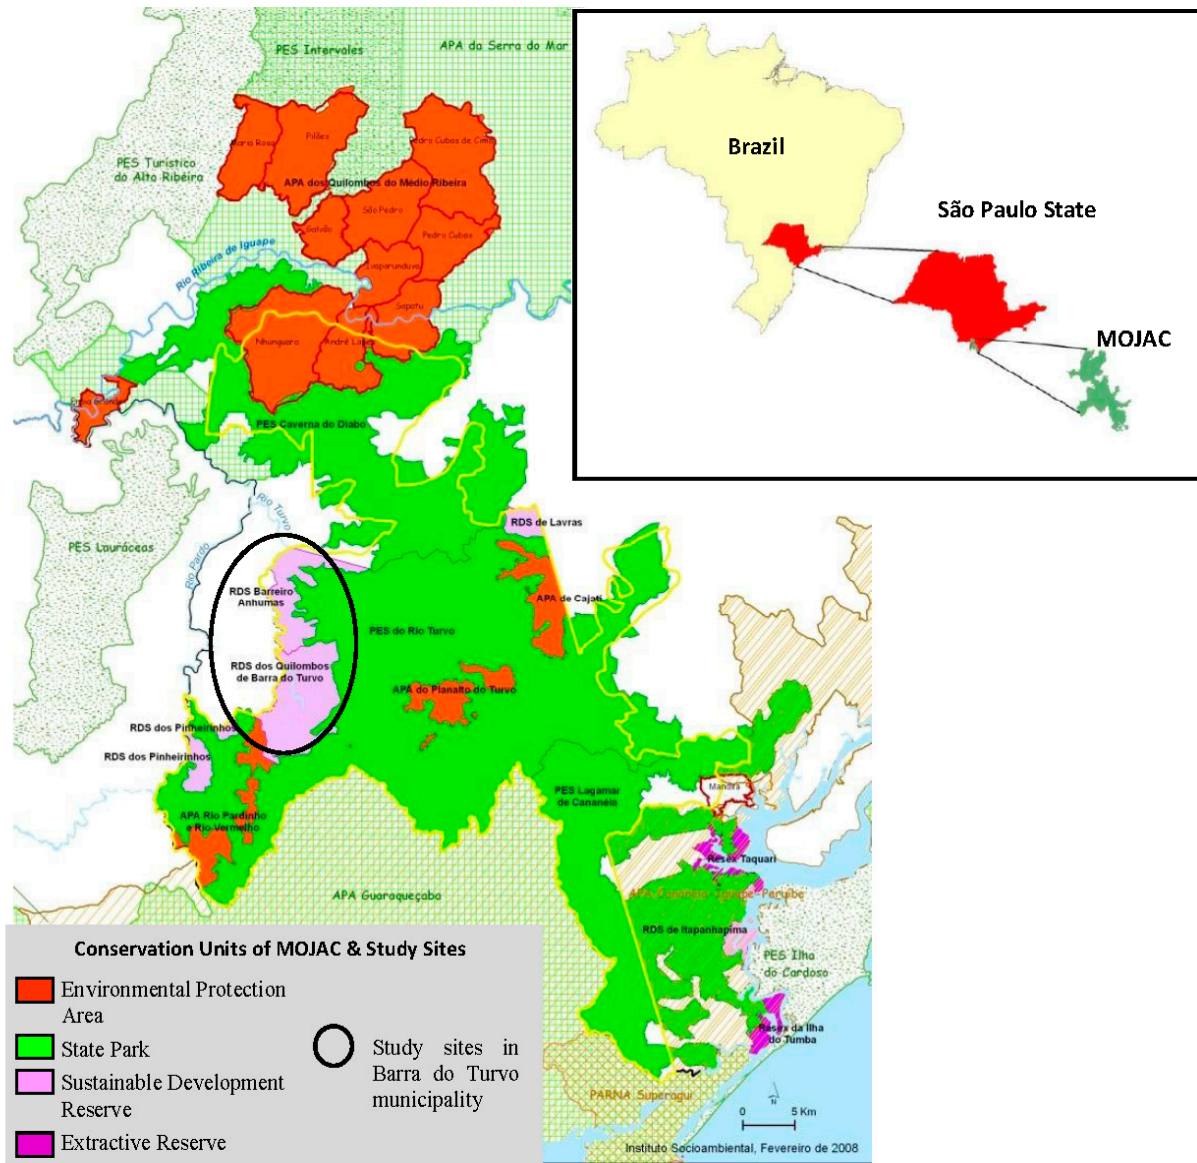 PES Intervales
APA da Serra do Mar
Brazil
São Paulo State
MOJAC
Maria Rosa
Pilões
Pedro Cubas de Cima
PES Turístico
do Alto Ribeira
APA dos Quilombos do Médio Ribeira
São Pedro
Galvão
Pedro Cubas
Rio Ribeira de Iguape
Ivaporunduva
Sapatu
Nhunguara
André Lopes
PES Caverna do Diabo
Rio Turvo
RDS de Lavras
PES Lauráceas
Rio Pardo
RDS Barreiro
Anhumas
APA de Cajati
PES do Rio Turvo
RDS dos Quilombos
de Barra do Turvo
APA do Planalto do Turvo
RDS dos Pinheirinhos
RDS dos Pinheirinhos
PES Lagamar
de Cananéia
Mandira
APA Rio Pardinho
e Rio Vermelho
Resex Taquari
APA Guaraqueçaba
RDS de Itapanhapima
PES Ilha
do Cardoso
Resex da Ilha
do Tumba
PARNA Superagui
N
0 5 Km
Instituto Socioambiental, Fevereiro de 2008
Conservation Units of MOJAC & Study Sites
Environmental Protection
Area
State Park
Sustainable Development
Reserve
Extractive Reserve
Study sites in
Barra do Turvo
municipality